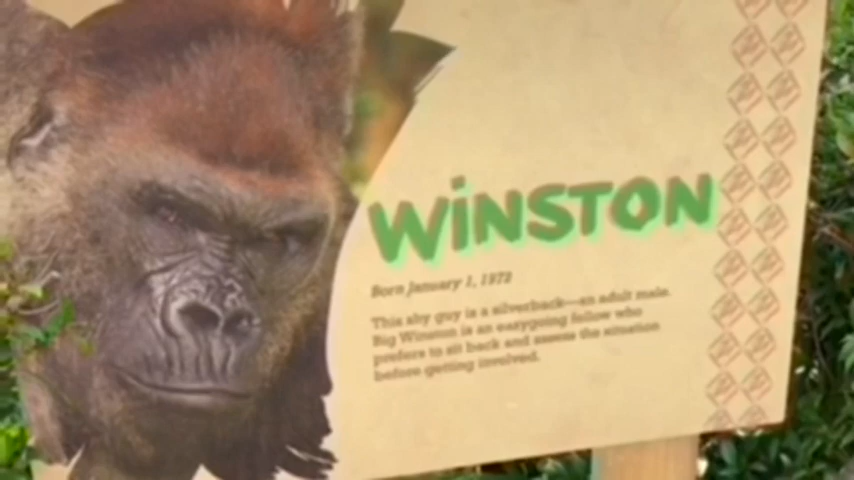 WiNSTON
Born January 1, 1972
This shy guy is a silverback—an adult male.
Big Winston is an easygoing fellow who
prefers to sit back and assess the situation
before getting involved.